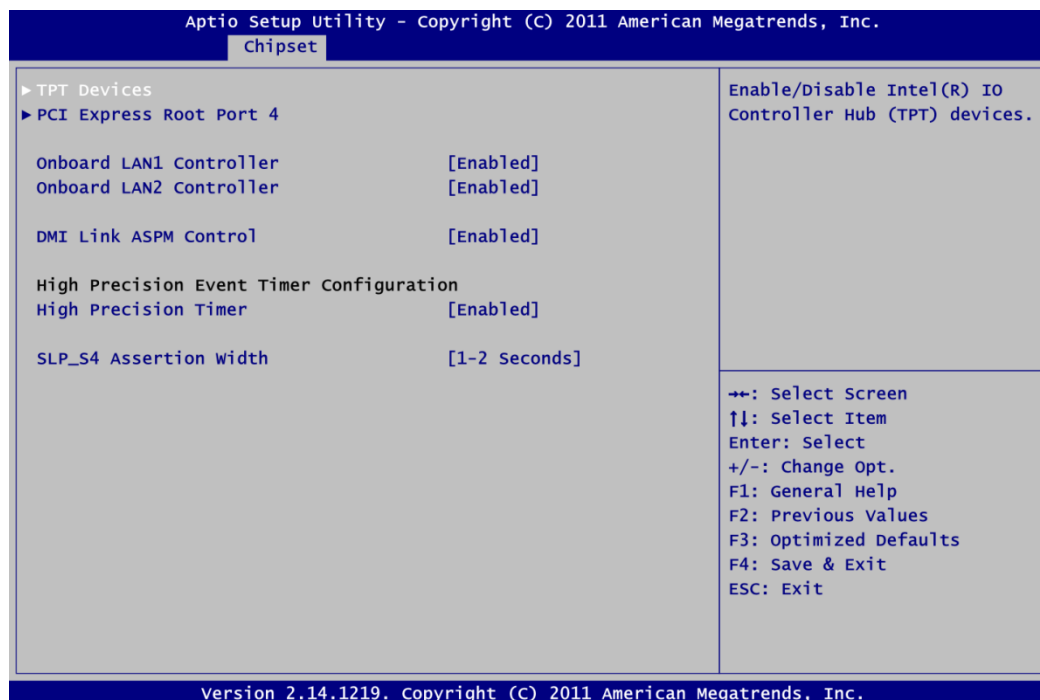 Aptio Setup Utility - Copyright (C) 2011 American Megatrends, Inc.
Chipset
►TPT Devices
►PCI Express Root Port 4
Onboard LAN1 Controller [Enabled]
Onboard LAN2 Controller [Enabled]
DMI Link ASPM Control [Enabled]
High Precision Event Timer Configuration
High Precision Timer [Enabled]
SLP_S4 Assertion Width [1-2 Seconds]
Enable/Disable Intel(R) IO
Controller Hub (TPT) devices.
→←: Select Screen
↑↓: Select Item
Enter: Select
+/-: Change Opt.
F1: General Help
F2: Previous Values
F3: Optimized Defaults
F4: Save & Exit
ESC: Exit
Version 2.14.1219. Copyright (C) 2011 American Megatrends, Inc.